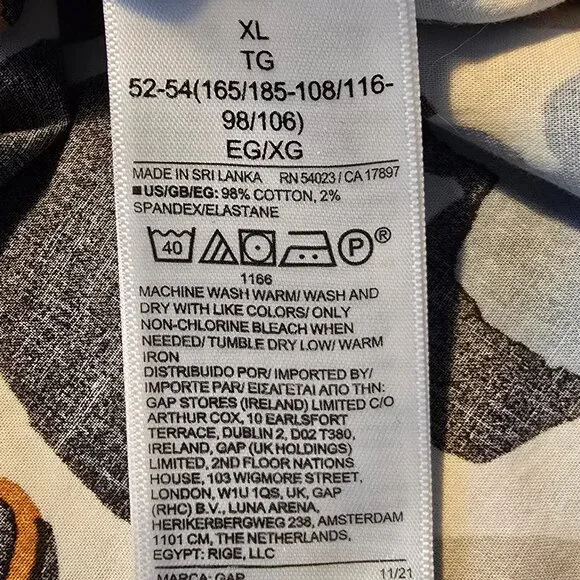 XL
TG
52-54(165/185-108/116-
98/106)
EG/XG
MADE IN SRI LANKA RN 54023 / CA 17897
■US/GB/EG: 98% COTTON, 2%
SPANDEX/ELASTANE
40 P®
1166
MACHINE WASH WARM/ WASH AND
DRY WITH LIKE COLORS/ ONLY
NON-CHLORINE BLEACH WHEN
NEEDED/ TUMBLE DRY LOW/ WARM
IRON
DISTRIBUIDO POR/ IMPORTED BY/
IMPORTE PAR/ ΕΙΣΑΓΕΤΑΙ ΑΠΟ ΤΗΝ:
GAP STORES (IRELAND) LIMITED C/O
ARTHUR COX, 10 EARLSFORT
TERRACE, DUBLIN 2, D02 T380,
IRELAND, GAP (UK HOLDINGS)
LIMITED, 2ND FLOOR NATIONS
HOUSE, 103 WIGMORE STREET,
LONDON, W1U 1QS, UK, GAP
(RHC) B.V., LUNA ARENA,
HERIKERBERGWEG 238, AMSTERDAM
1101 CM, THE NETHERLANDS,
EGYPT: RIGE, LLC
MARCA: GAP 11/21